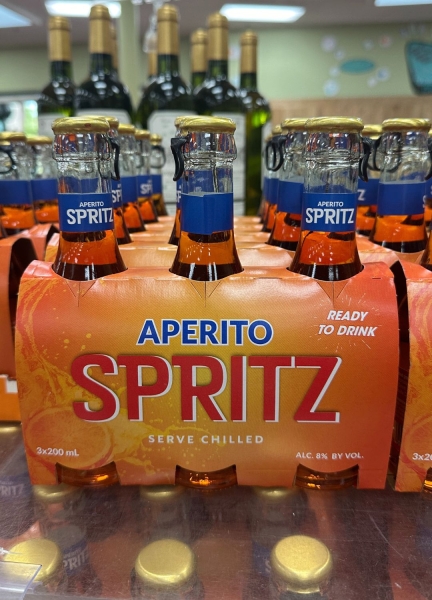 APERITO
SPRITZ
APERITO
SPRITZ
READY
TO DRINK
APERITO
SPRITZ
SERVE CHILLED
3x200 mL
ALC. 8% BY VOL.